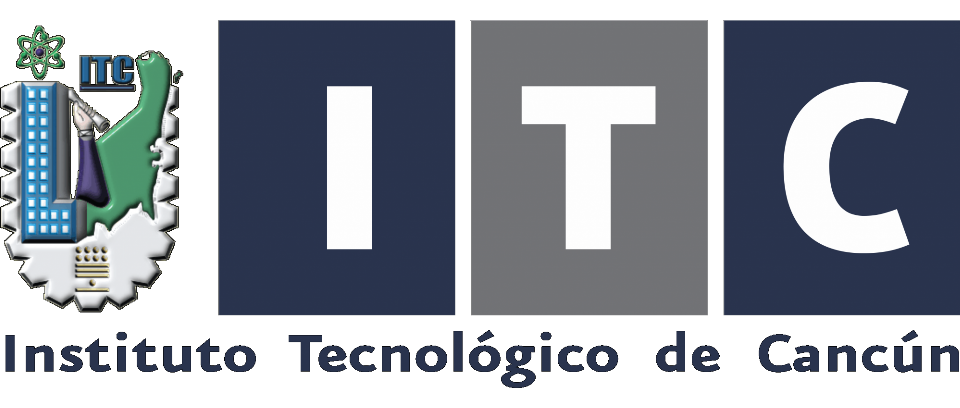 ITC
I T C
Instituto Tecnológico de Cancún